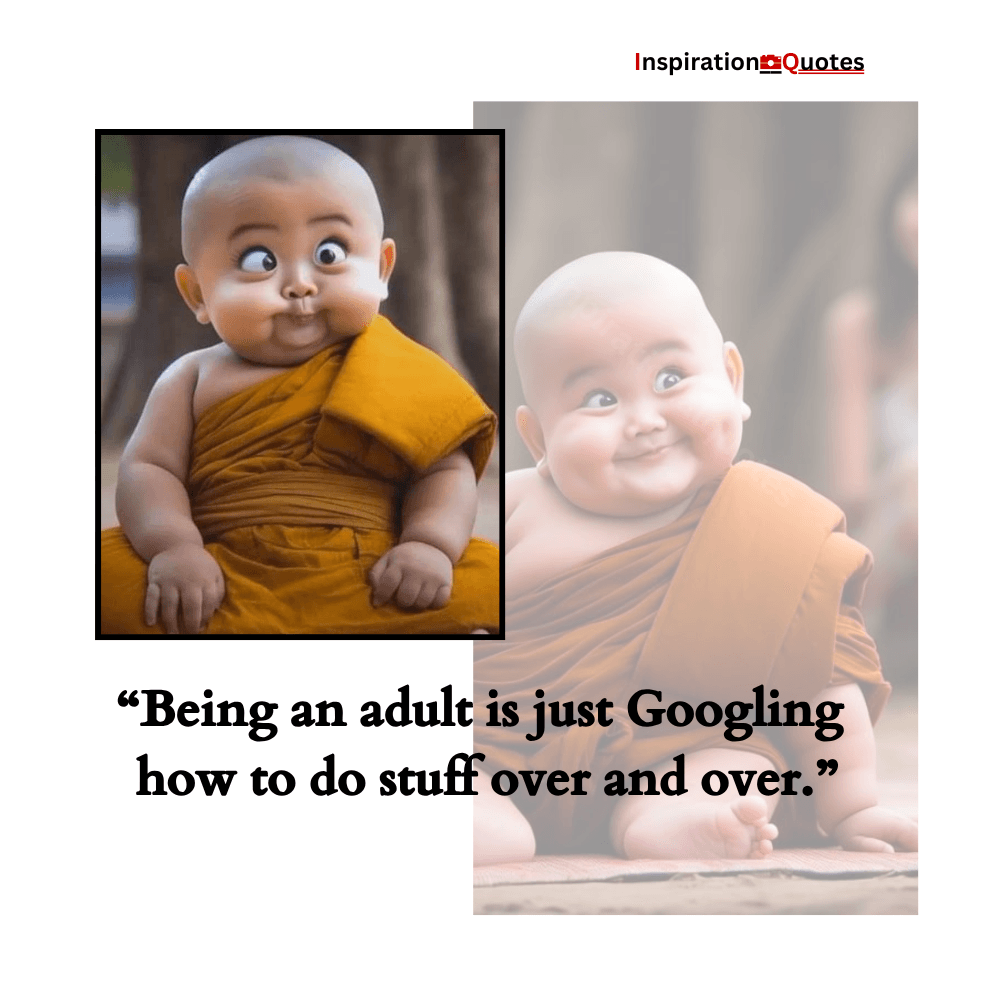 Inspiration Quotes
“Being an adult is just Googling
how to do stuff over and over.”